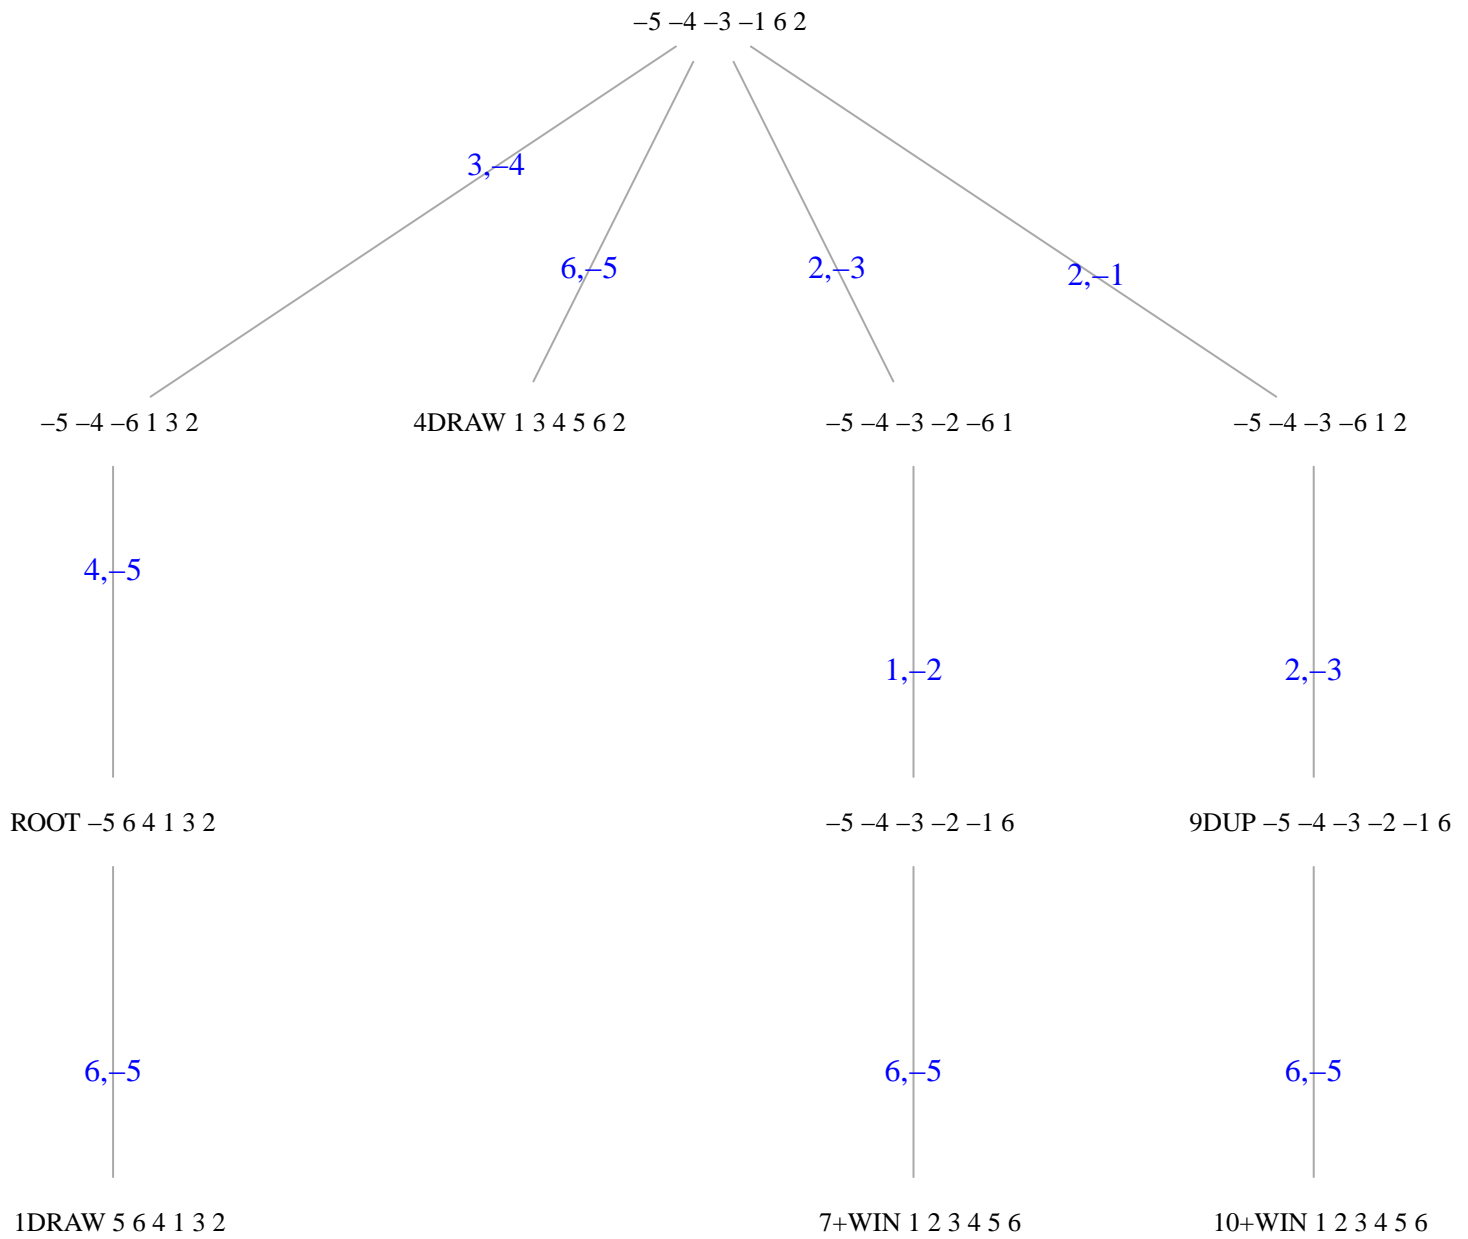 –5 –4 –3 –1 6 2
3,–4
6,–5
2,–3
2,–1
–5 –4 –6 1 3 2
4DRAW 1 3 4 5 6 2
–5 –4 –3 –2 –6 1
–5 –4 –3 –6 1 2
4,–5
1,–2
2,–3
ROOT –5 6 4 1 3 2
–5 –4 –3 –2 –1 6
9DUP –5 –4 –3 –2 –1 6
6,–5
6,–5
6,–5
1DRAW 5 6 4 1 3 2
7+WIN 1 2 3 4 5 6
10+WIN 1 2 3 4 5 6